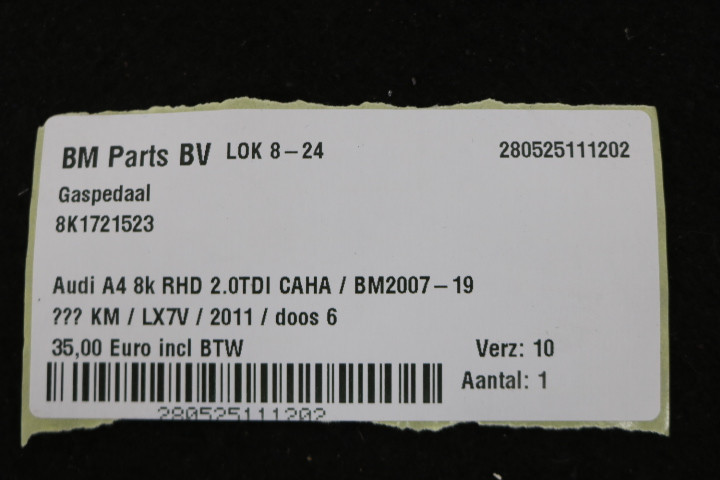 BM Parts BV LOK 8-24 280525111202
Gaspedaal
8K1721523
Audi A4 8k RHD 2.0TDI CAHA / BM2007-19
??? KM / LX7V / 2011 / doos 6
35,00 Euro incl BTW Verz: 10
Aantal: 1
280525111202